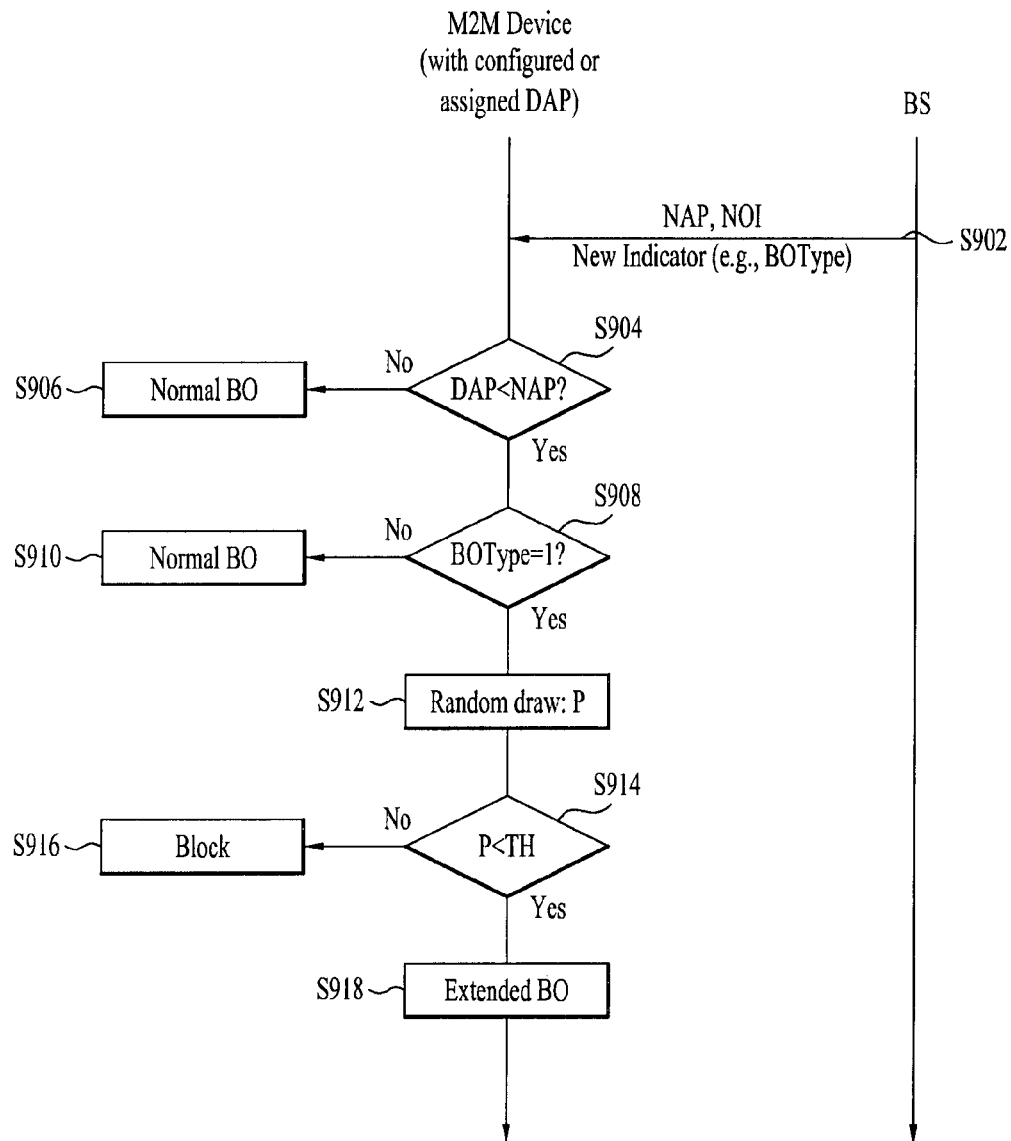 M2M Device
(with configured or
assigned DAP)
BS
NAP, NOI
New Indicator (e.g., BOType)
S902
S904
No
DAP<NAP?
S906
Normal BO
Yes
S908
No
BOType=1?
S910
Normal BO
Yes
S912
Random draw: P
S914
No
P<TH
S916
Block
Yes
S918
Extended BO